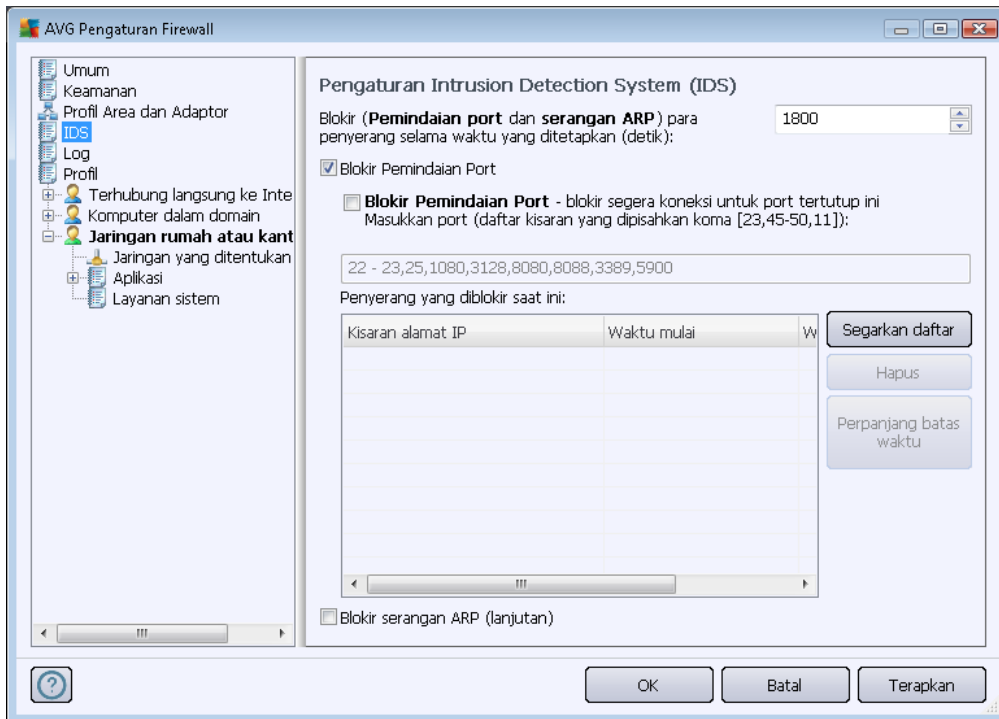 AVG Pengaturan Firewall
Umum
Keamanan
Profil Area dan Adaptor
IDS
Log
Profil
Terhubung langsung ke Inte
Komputer dalam domain
Jaringan rumah atau kant
Jaringan yang ditentukan
Aplikasi
Layanan sistem
Pengaturan Intrusion Detection System (IDS)
Blokir (Pemindaian port dan serangan ARP) para
penyerang selama waktu yang ditetapkan (detik):
1800
Blokir Pemindaian Port
Blokir Pemindaian Port - blokir segera koneksi untuk port tertutup ini
Masukkan port (daftar kisaran yang dipisahkan koma [23,45-50,11]):
22 - 23,25,1080,3128,8080,8088,3389,5900
Penyerang yang diblokir saat ini:
Kisaran alamat IP Waktu mulai W
Segarkan daftar
Hapus
Perpanjang batas
waktu
Blokir serangan ARP (lanjutan)
OK Batal Terapkan